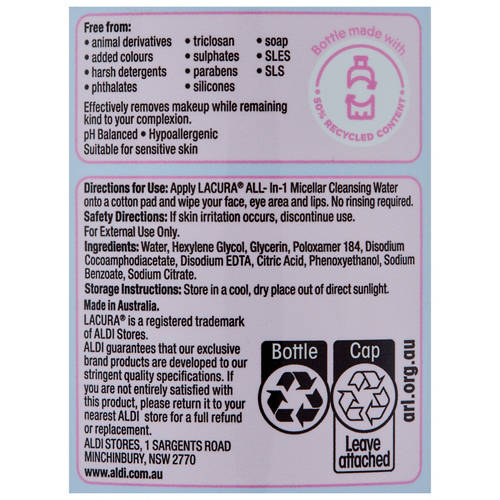 Free from:
• animal derivatives • triclosan • soap
• added colours • sulphates • SLES
• harsh detergents • parabens • SLS
• phthalates • silicones
Effectively removes makeup while remaining
kind to your complexion.
pH Balanced • Hypoallergenic
Suitable for sensitive skin
Bottle made with
• 50% RECYCLED CONTENT •
Directions for Use: Apply LACURA® ALL- In-1 Micellar Cleansing Water
onto a cotton pad and wipe your face, eye area and lips. No rinsing required.
Safety Directions: If skin irritation occurs, discontinue use.
For External Use Only.
Ingredients: Water, Hexylene Glycol, Glycerin, Poloxamer 184, Disodium
Cocoamphodiacetate, Disodium EDTA, Citric Acid, Phenoxyethanol, Sodium
Benzoate, Sodium Citrate.
Storage Instructions: Store in a cool, dry place out of direct sunlight.
Made in Australia.
LACURA® is a registered trademark
of ALDI Stores.
ALDI guarantees that our exclusive
brand products are developed to our
stringent quality specifications. If
you are not entirely satisfied with
this product, please return it to your
nearest ALDI store for a full refund
or replacement.
ALDI STORES, 1 SARGENTS ROAD
MINCHINBURY, NSW 2770
www.aldi.com.au
Bottle
Cap
Leave
attached
arl.org.au